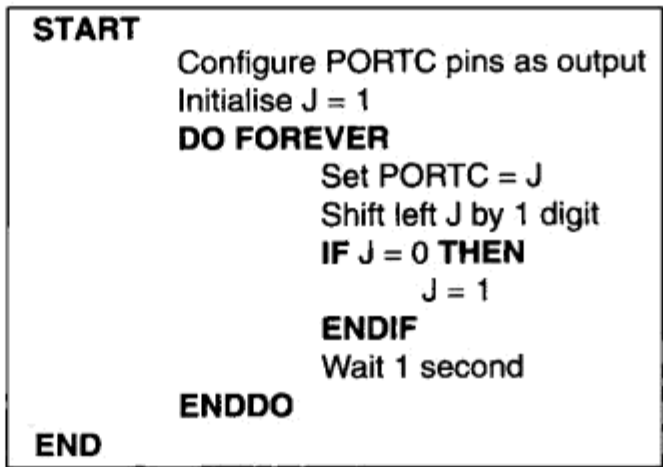 START
Configure PORTC pins as output
Initialise J = 1
DO FOREVER
Set PORTC = J
Shift left J by 1 digit
IF J = 0 THEN
J = 1
ENDIF
Wait 1 second
ENDDO
END